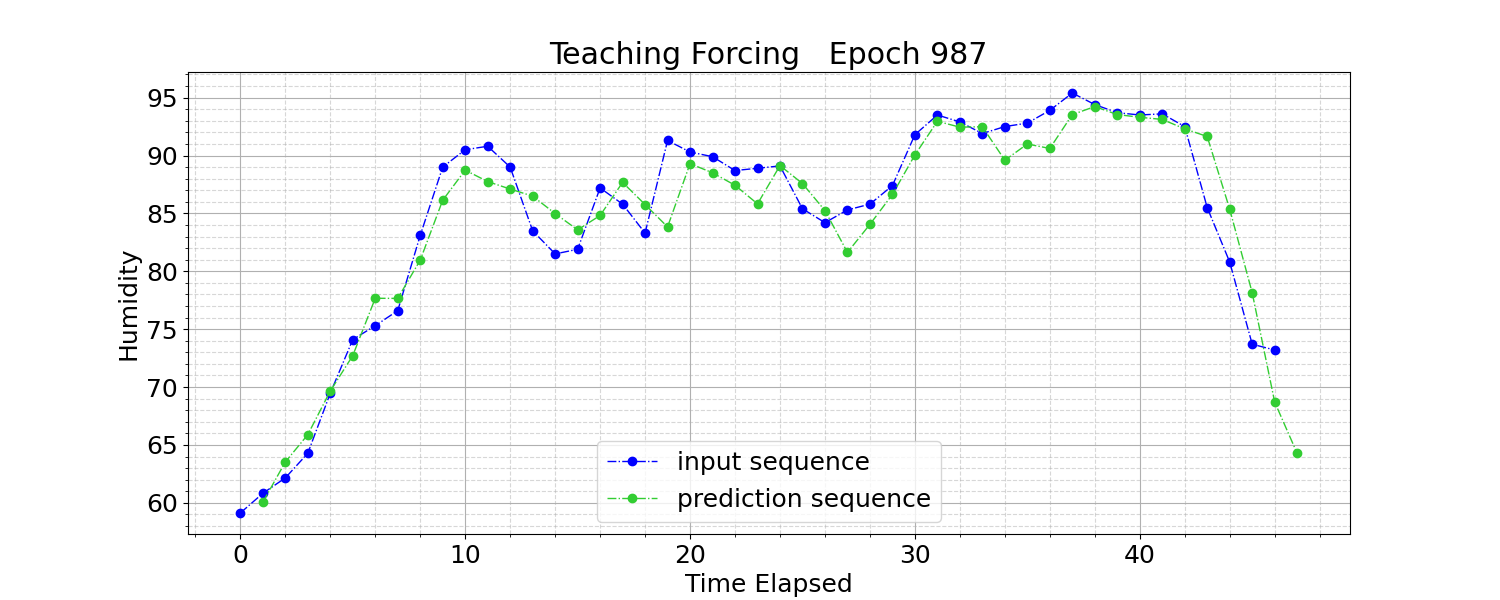 Teaching Forcing   Epoch 987
95
90
85
80
75
70
65
60
Humidity
input sequence
prediction sequence
0 10 20 30 40
Time Elapsed